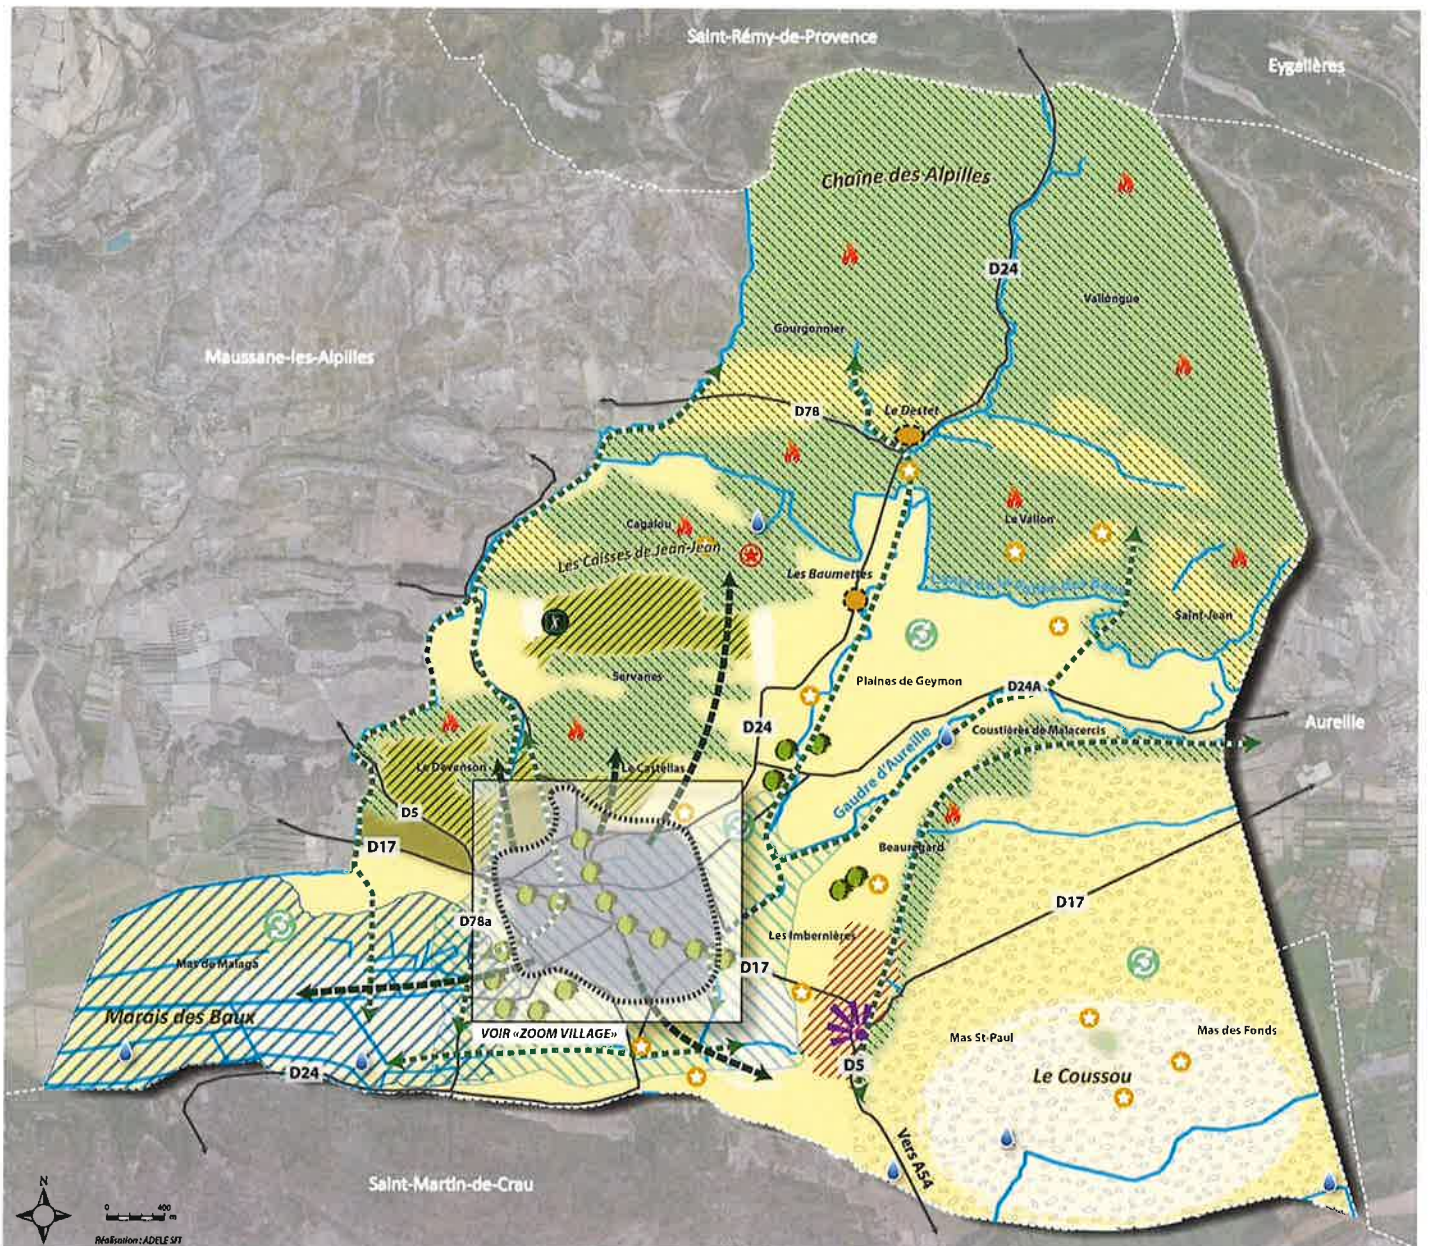 Saint-Rémy-de-Provence
Eygalières
Chaîne des Alpilles
D24
Vallongue
Gourgonnier
Maussane-les-Alpilles
D78
Le Destet
Cagalou
Le Vallon
Les Caisses de Jean-Jean
Les Baumettes
Saint-Jean
Servanes
Plaines de Geymon
D24A
D24
Coustières de Malacercis
Aureille
Gaudre d'Aureille
Le Devenson
Le Castellas
D5
D17
Beauregard
D17
D78a
Les Imbernières
Mas de Malaga
D17
Marais des Baux
VOIR «ZOOM VILLAGE»
Mas St-Paul
Mas des Fonds
D24
D5
Le Coussou
Vers A54
Saint-Martin-de-Crau
N
0 400
m
Réalisation : ADELE SFI